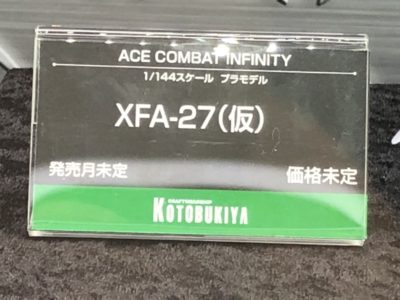 ACE COMBAT INFINITY
1/144スケール プラモデル
XFA-27(仮)
発売月未定 価格未定
CRAFTSMANSHIP
KOTOBUKIYA